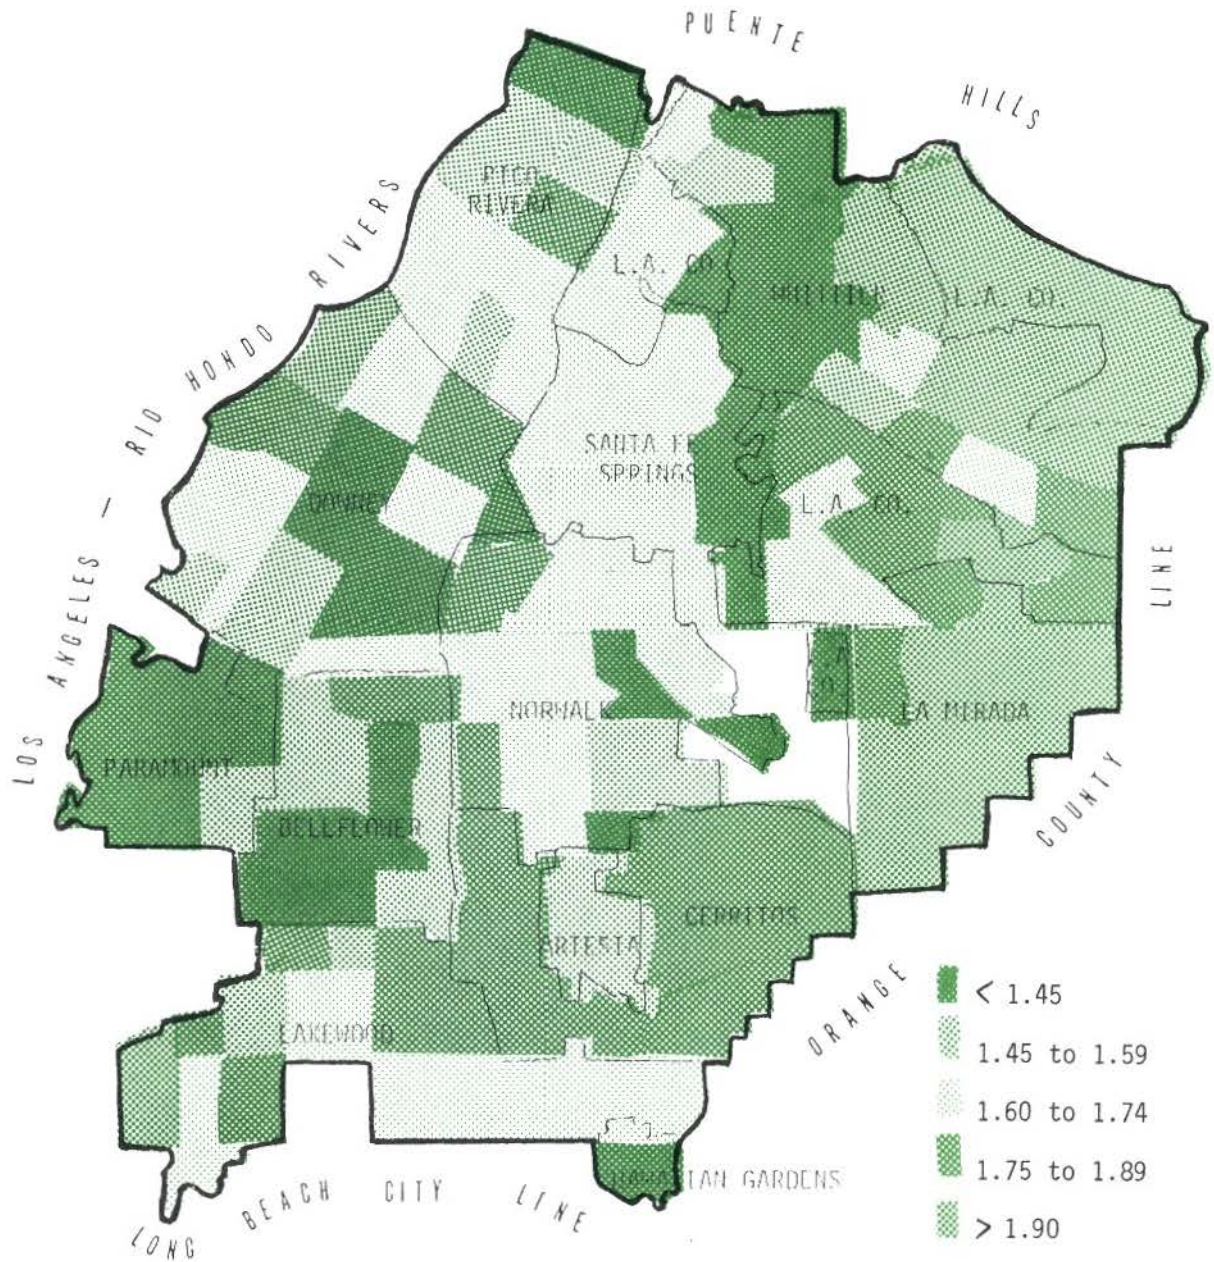 PUENTE
HILLS
PICO
RIVERA
RIVERS
L.A. CO
WHITTIER
L.A. CO.
HONDO
RIO
SANTA FE
SPRINGS
DOWNEY
L.A. CO.
/
LINE
ANGELES
LOS
NORWALK
LA MIRADA
PARAMOUNT
COUNTY
BELLFLOWER
CERRITOS
ARTESIA
ORANGE
< 1.45
LAKEWOOD
1.45 to 1.59
1.60 to 1.74
1.75 to 1.89
HAWAIIAN GARDENS
> 1.90
LONG BEACH CITY LINE